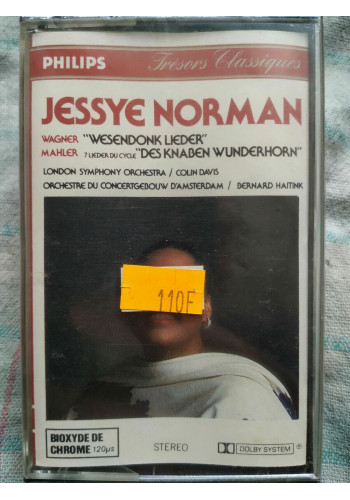 PHILIPS
Trésors Classiques
JESSYE NORMAN
WAGNER "WESENDONK LIEDER"
MAHLER 7 LIEDER DU CYCLE "DES KNABEN WUNDERHORN"
LONDON SYMPHONY ORCHESTRA / COLIN DAVIS
ORCHESTRE DU CONCERTGEBOUW D'AMSTERDAM / BERNARD HAITINK
110F
BIOXYDE DE
CHROME 120µs
STEREO
DOLBY SYSTEM ®